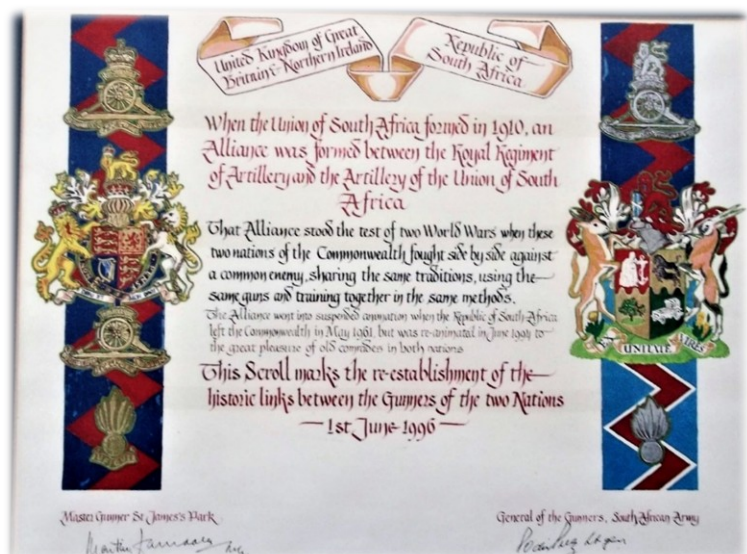 United Kingdom of Great
Britain & Northern Ireland
Republic of
South Africa
When the Union of South Africa formed in 1910, an
Alliance was formed between the Royal Regiment
of Artillery and the Artillery of the Union of South
Africa
That Alliance stood the test of two World Wars when these
two nations of the Commonwealth fought side by side against
a common enemy, sharing the same traditions, using the
same guns and training together in the same methods.
The Alliance went into suspended animation when the Republic of South Africa
left the Commonwealth in May 1961, but was re-animated in June 1994 to
the great pleasure of old comrades in both nations
This Scroll marks the re-establishment of the
historic links between the Gunners of the two Nations
1st June 1996
EX UNITATE VIRES
Master Gunner St James's Park
General of the Gunners, South African Army